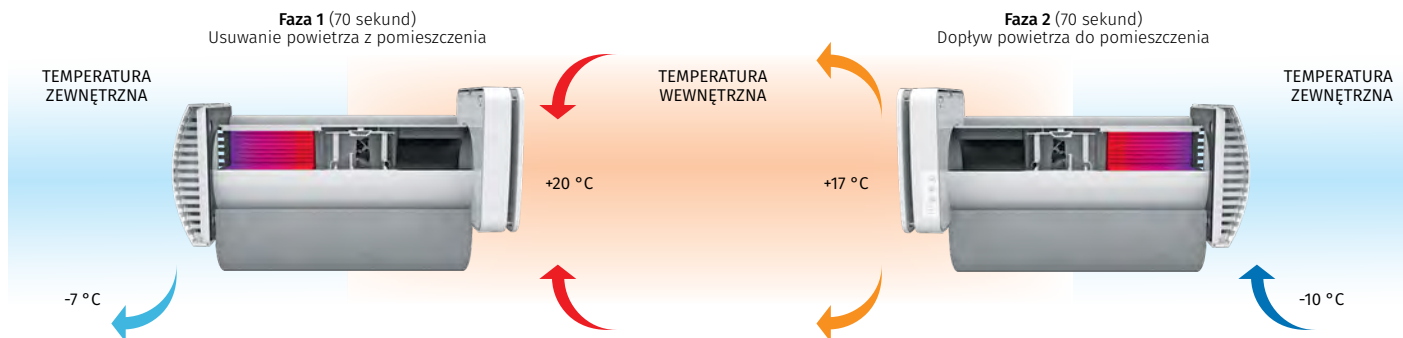 Faza 1 (70 sekund)
Usuwanie powietrza z pomieszczenia
Faza 2 (70 sekund)
Dopływ powietrza do pomieszczenia
TEMPERATURA
ZEWNĘTRZNA
TEMPERATURA
WEWNĘTRZNA
TEMPERATURA
ZEWNĘTRZNA
+20 °C
+17 °C
-7 °C
-10 °C